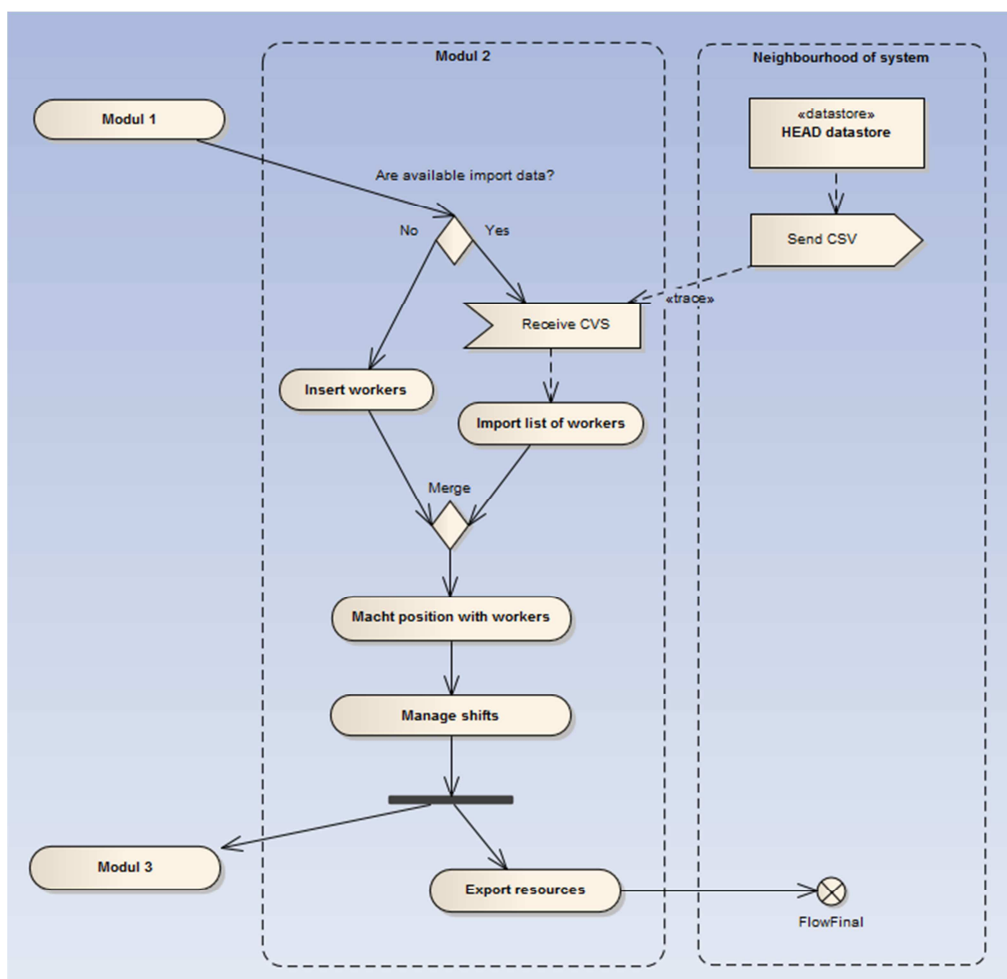 Modul 2
Neighbourhood of system
Modul 1
«datastore»
HEAD datastore
Are available import data?
No
Yes
Send CSV
«trace»
Receive CVS
Insert workers
Import list of workers
Merge
Macht position with workers
Manage shifts
Modul 3
Export resources
FlowFinal